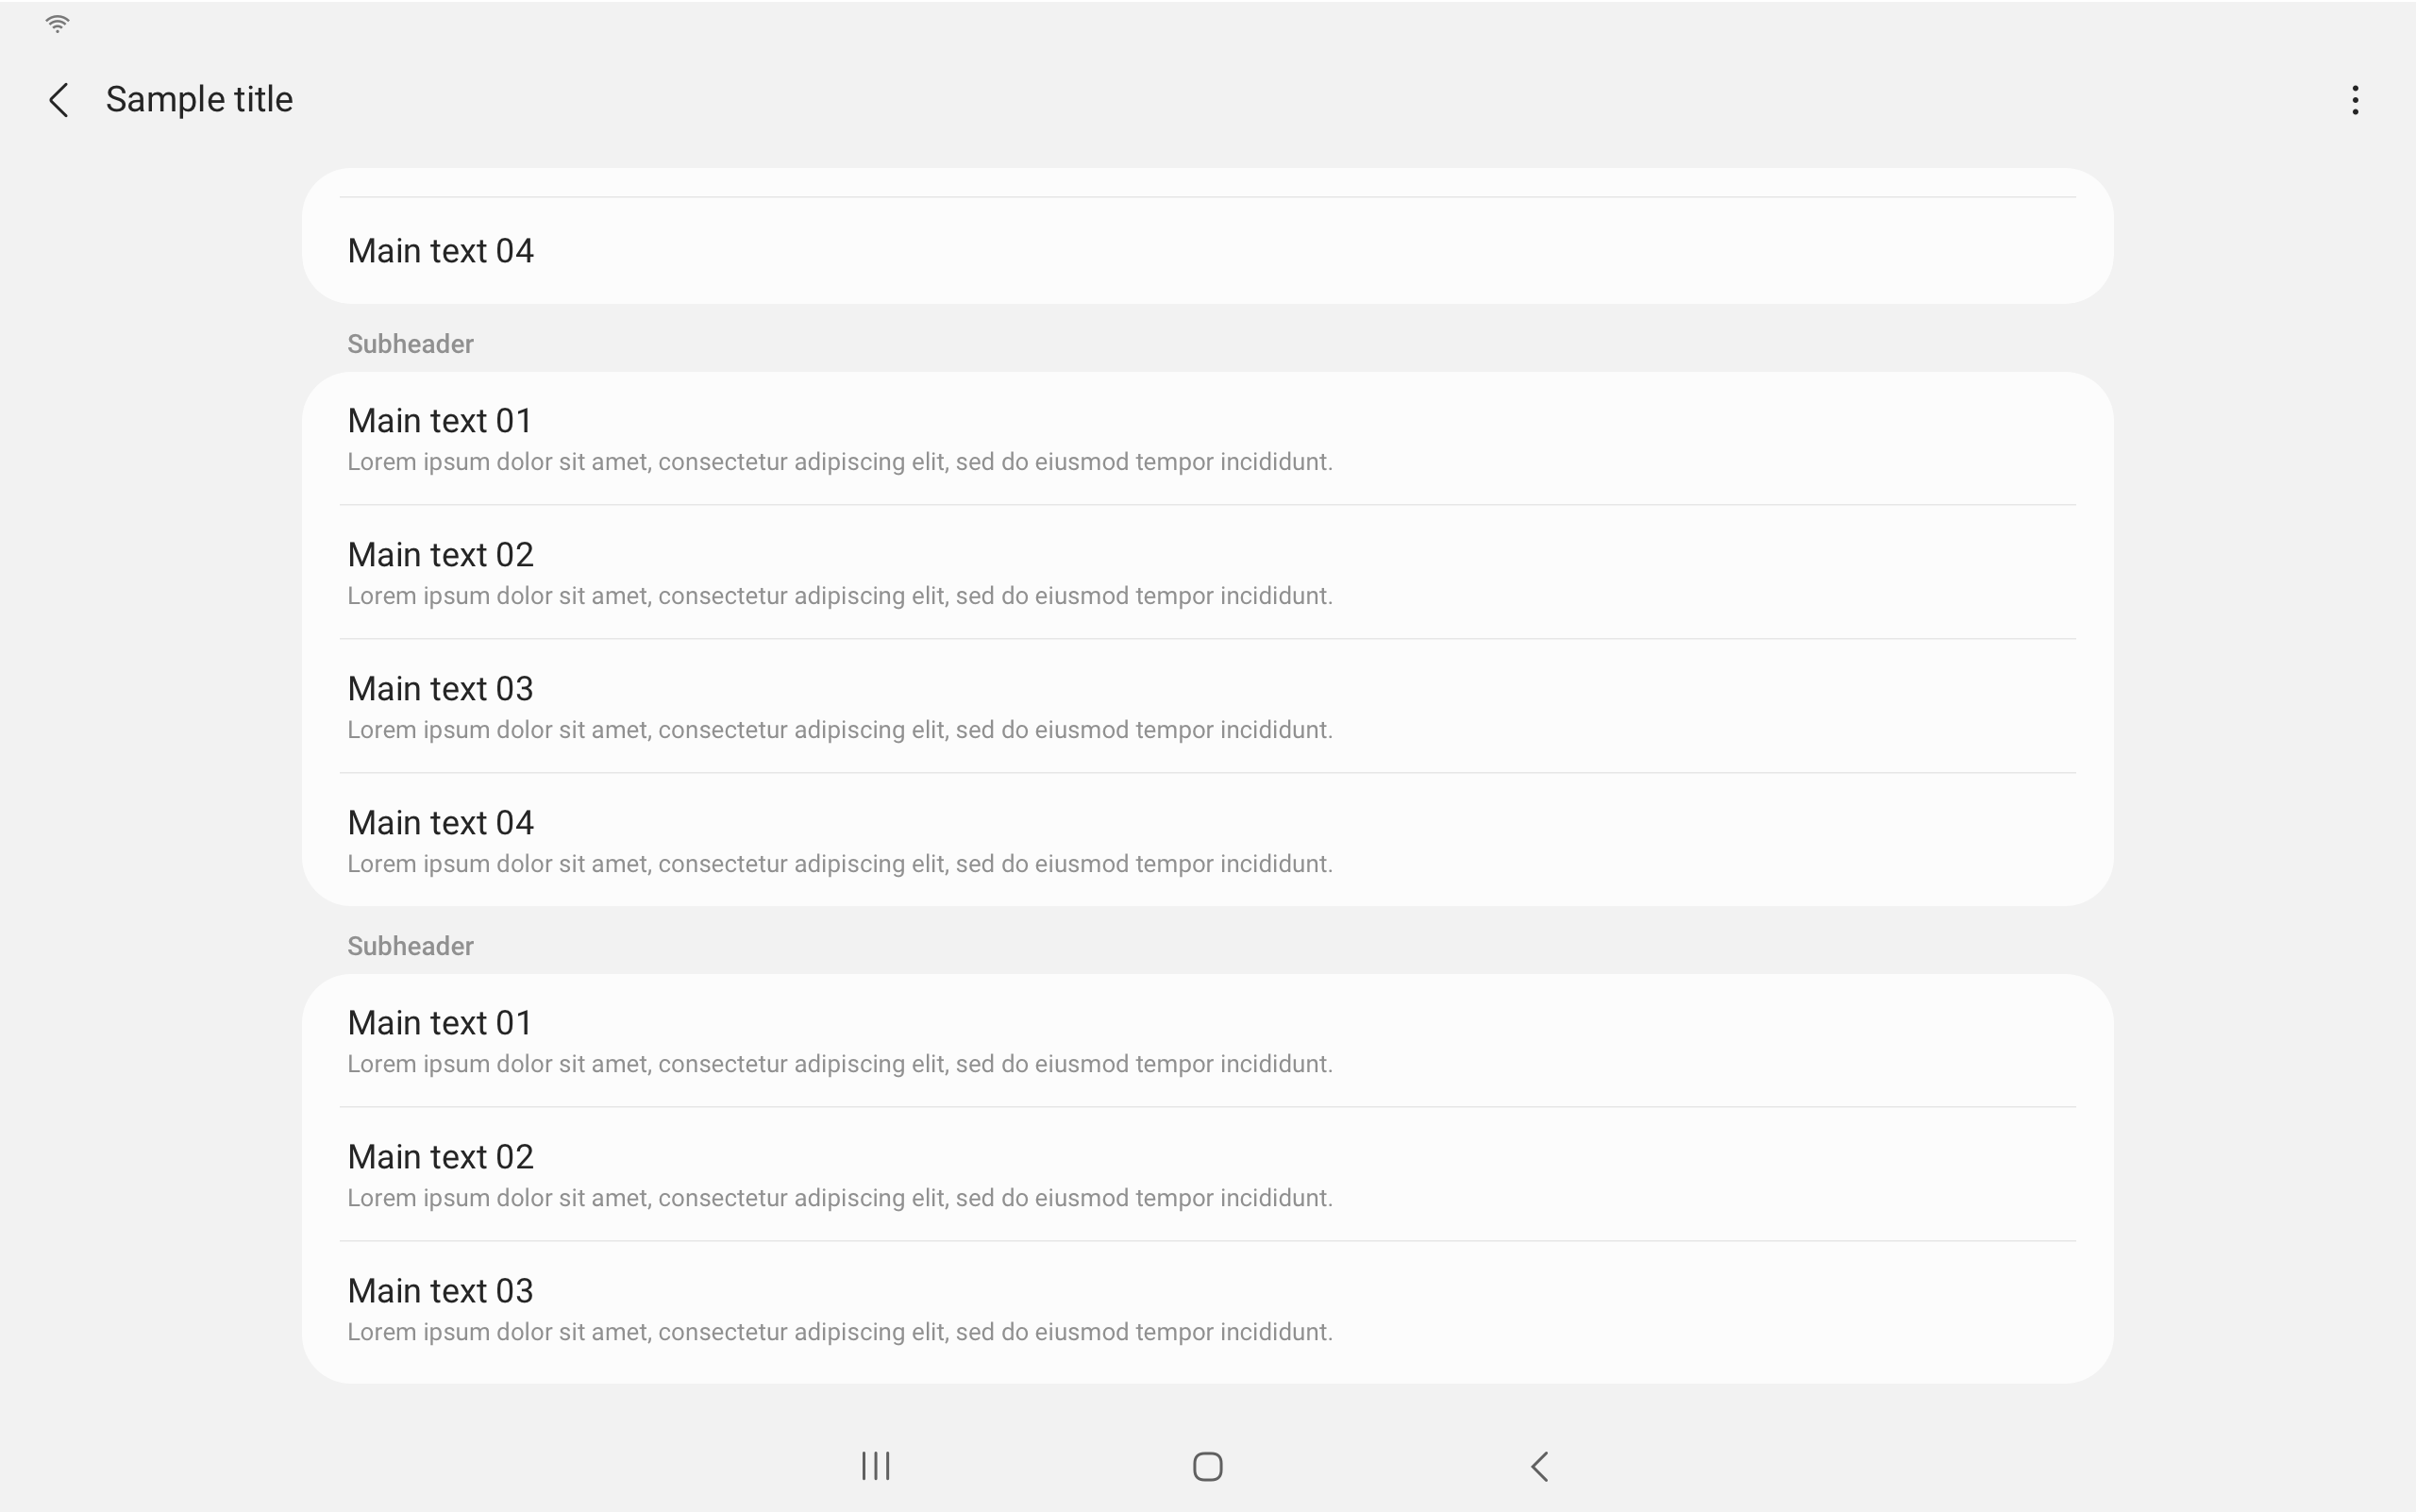 Sample title
Main text 04
Subheader
Main text 01
Lorem ipsum dolor sit amet, consectetur adipiscing elit, sed do eiusmod tempor incididunt.
Main text 02
Lorem ipsum dolor sit amet, consectetur adipiscing elit, sed do eiusmod tempor incididunt.
Main text 03
Lorem ipsum dolor sit amet, consectetur adipiscing elit, sed do eiusmod tempor incididunt.
Main text 04
Lorem ipsum dolor sit amet, consectetur adipiscing elit, sed do eiusmod tempor incididunt.
Subheader
Main text 01
Lorem ipsum dolor sit amet, consectetur adipiscing elit, sed do eiusmod tempor incididunt.
Main text 02
Lorem ipsum dolor sit amet, consectetur adipiscing elit, sed do eiusmod tempor incididunt.
Main text 03
Lorem ipsum dolor sit amet, consectetur adipiscing elit, sed do eiusmod tempor incididunt.